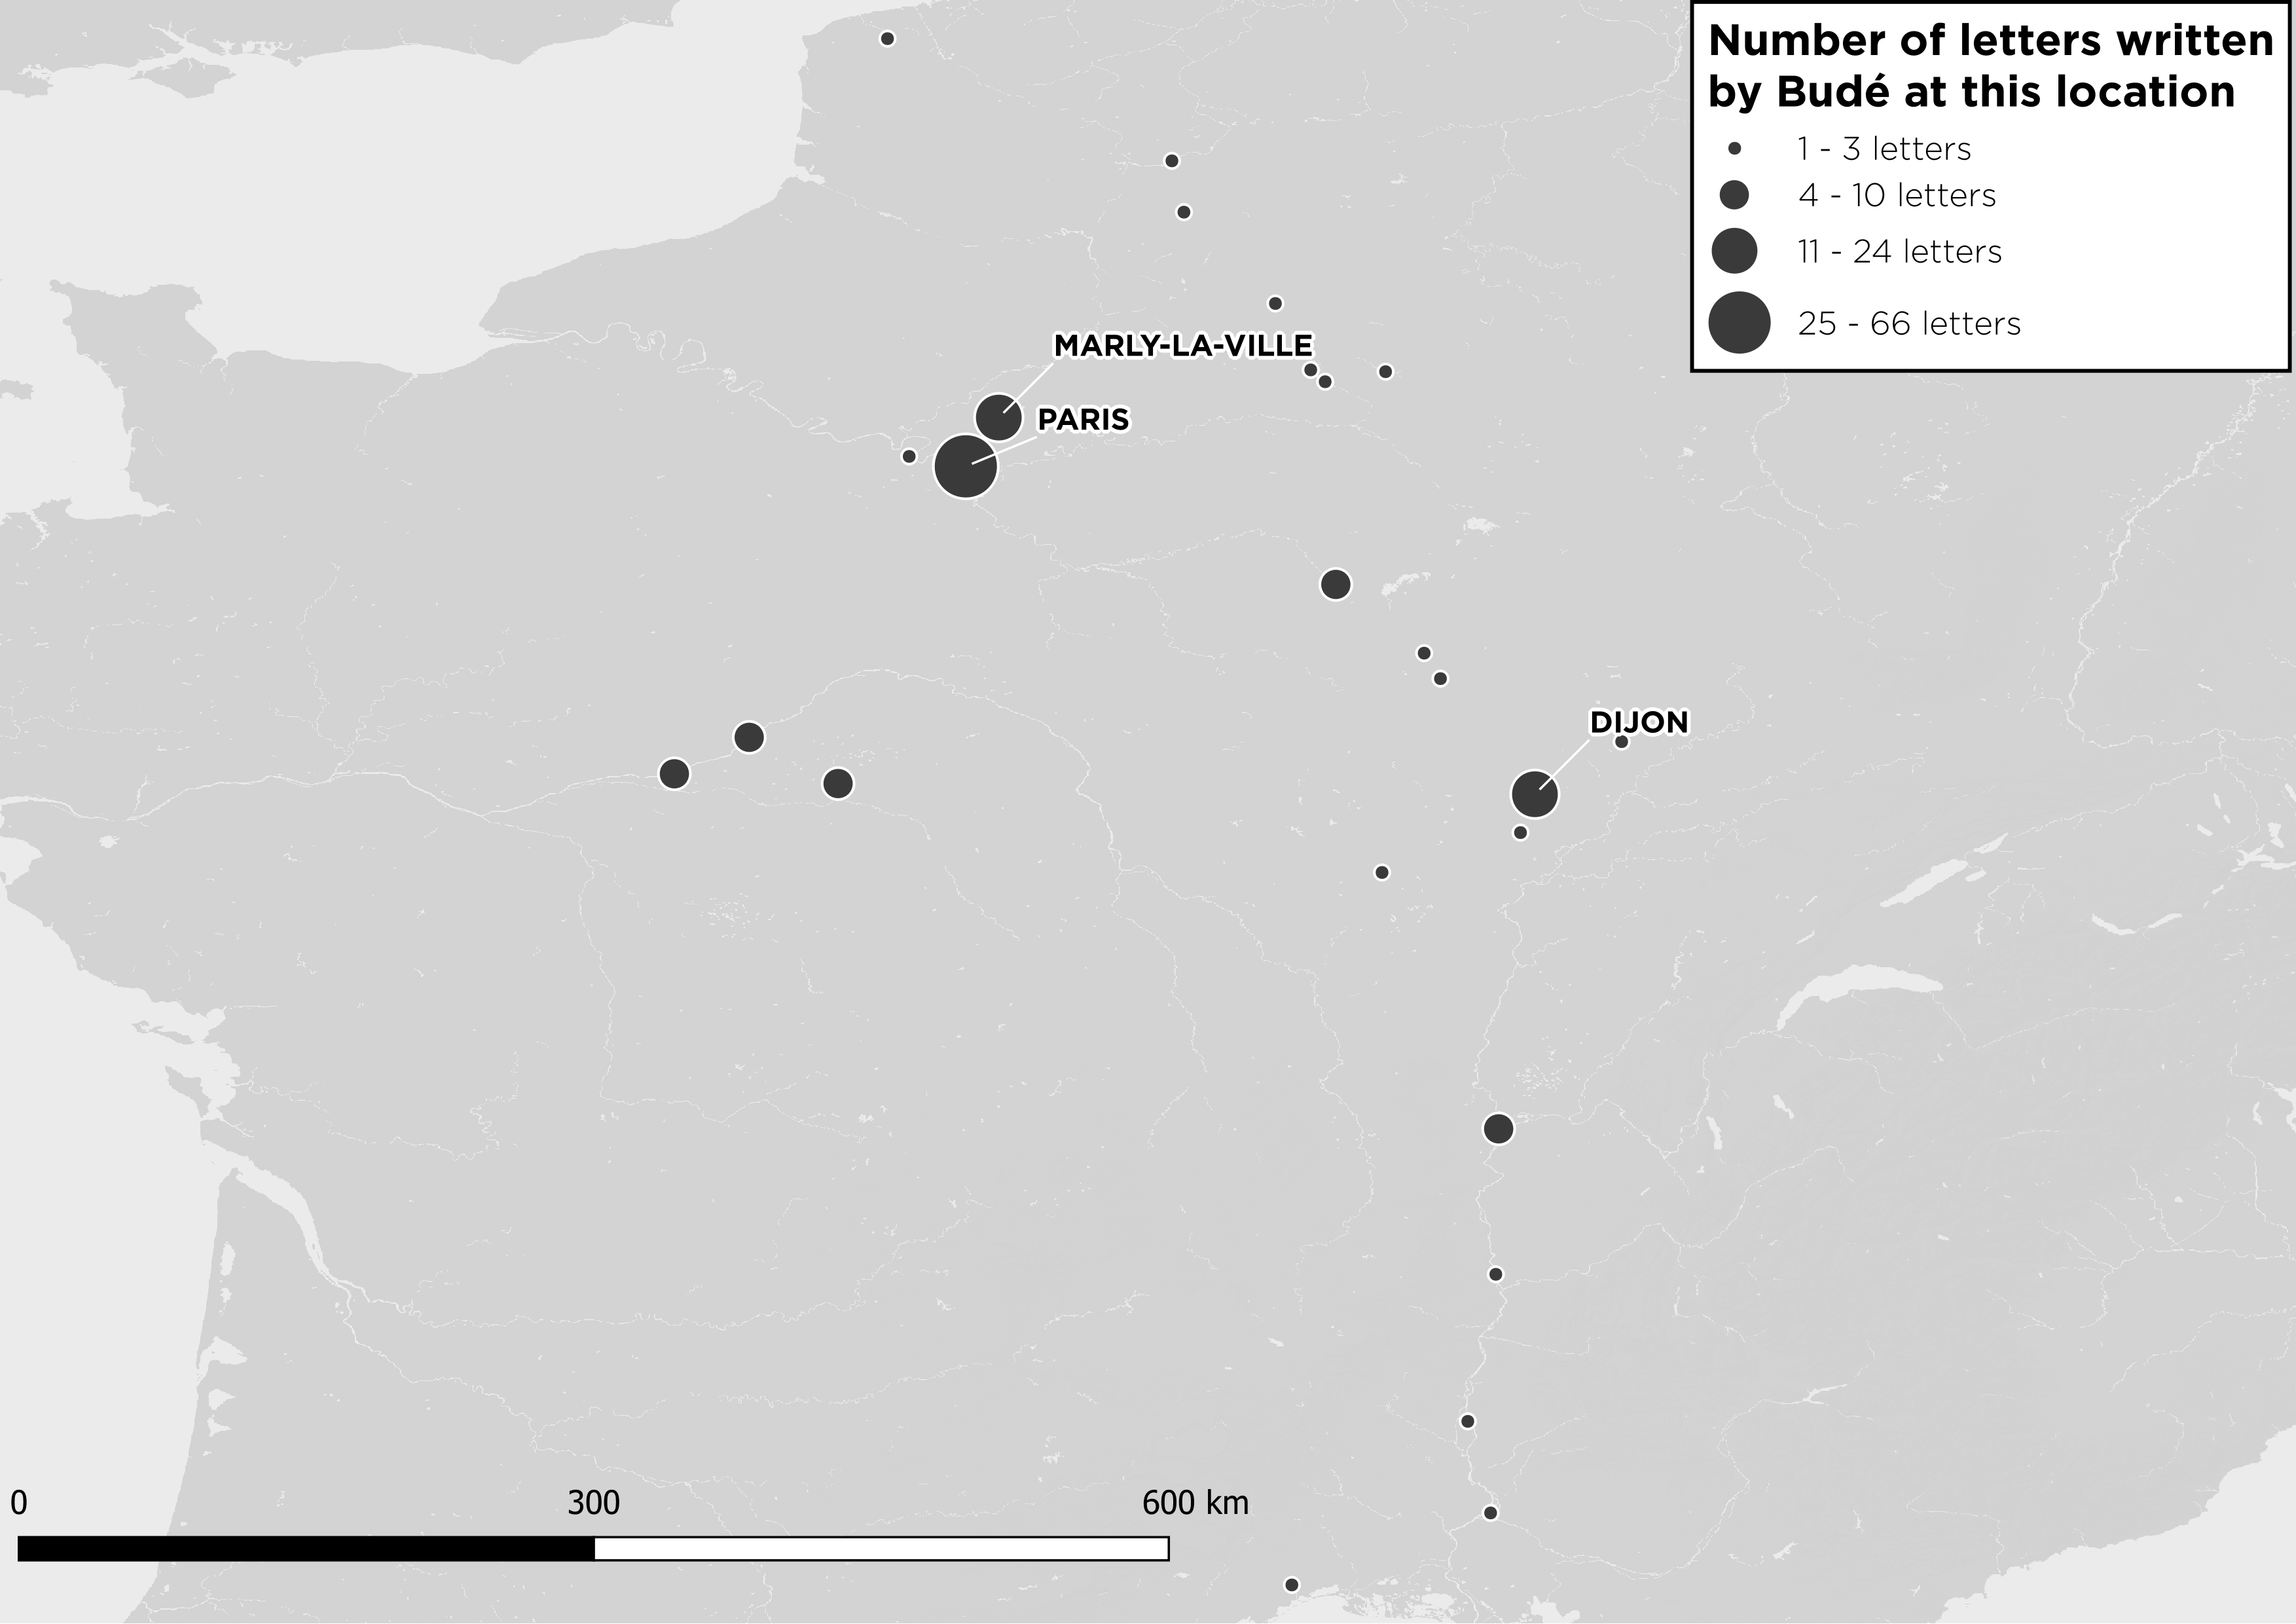 Number of letters written
by Budé at this location
1 - 3 letters
4 - 10 letters
11 - 24 letters
25 - 66 letters
MARLY-LA-VILLE
PARIS
DIJON
0 300 600 km